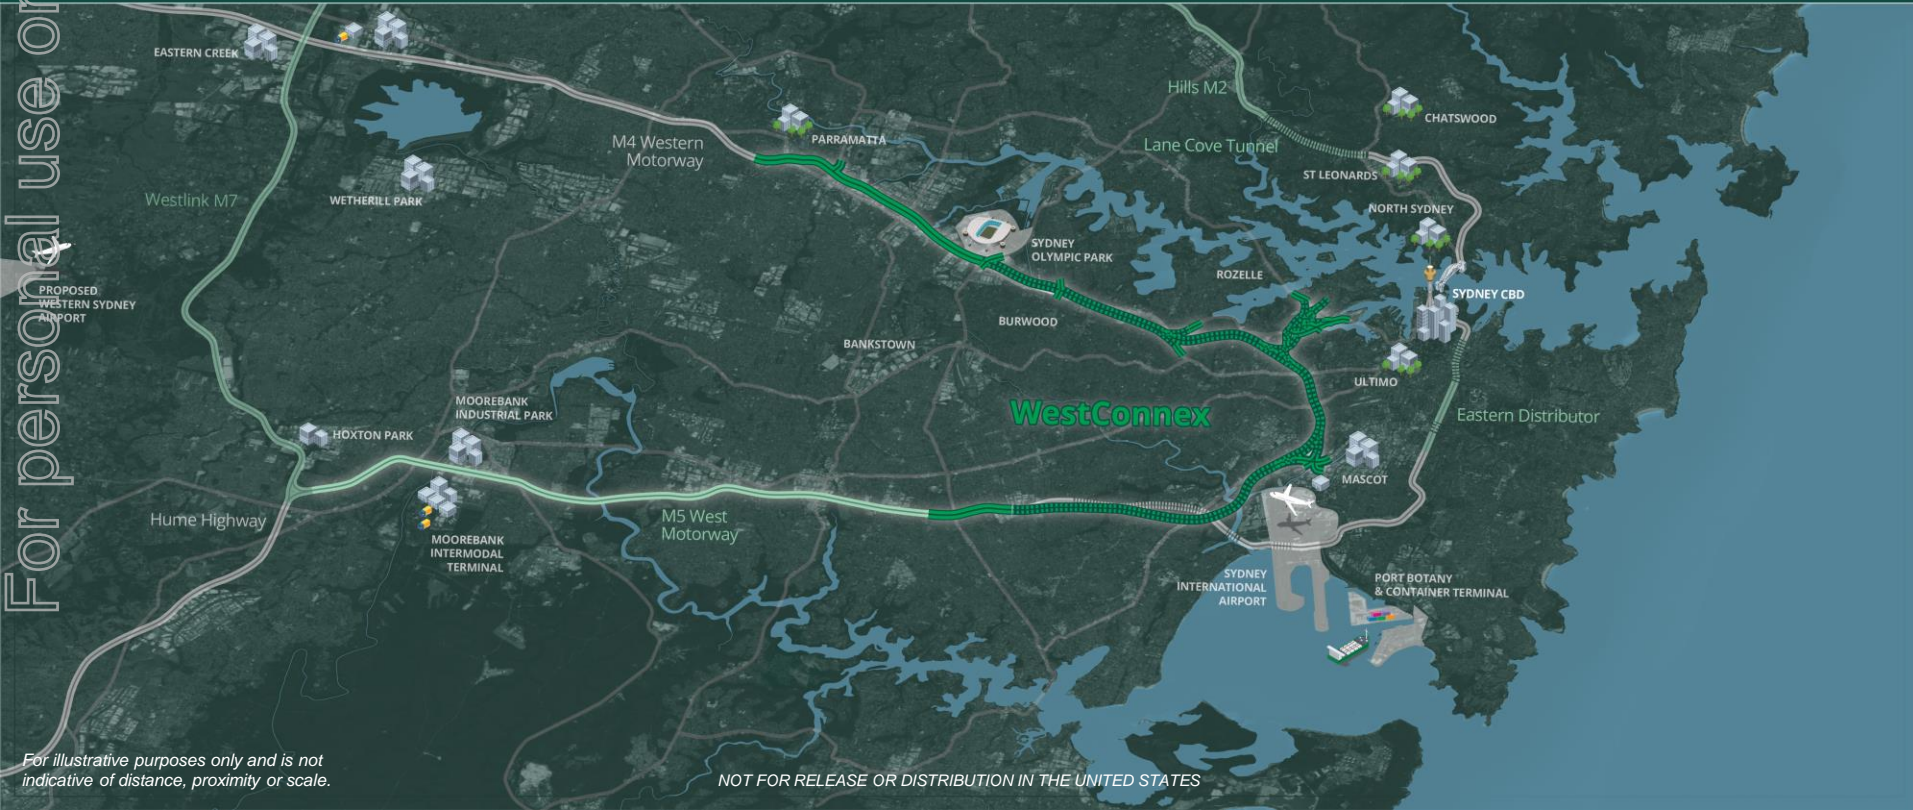 For personal use or
EASTERN CREEK
Hills M2
CHATSWOOD
M4 Western
Motorway
PARRAMATTA
Lane Cove Tunnel
ST LEONARDS
Westlink M7
WETHERILL PARK
NORTH SYDNEY
SYDNEY
OLYMPIC PARK
ROZELLE
PROPOSED
WESTERN SYDNEY
AIRPORT
SYDNEY CBD
BURWOOD
BANKSTOWN
ULTIMO
MOOREBANK
INDUSTRIAL PARK
WestConnex
Eastern Distributor
HOXTON PARK
MASCOT
Hume Highway
M5 West
Motorway
MOOREBANK
INTERMODAL
TERMINAL
SYDNEY
INTERNATIONAL
AIRPORT
PORT BOTANY
& CONTAINER TERMINAL
For illustrative purposes only and is not
indicative of distance, proximity or scale.
NOT FOR RELEASE OR DISTRIBUTION IN THE UNITED STATES